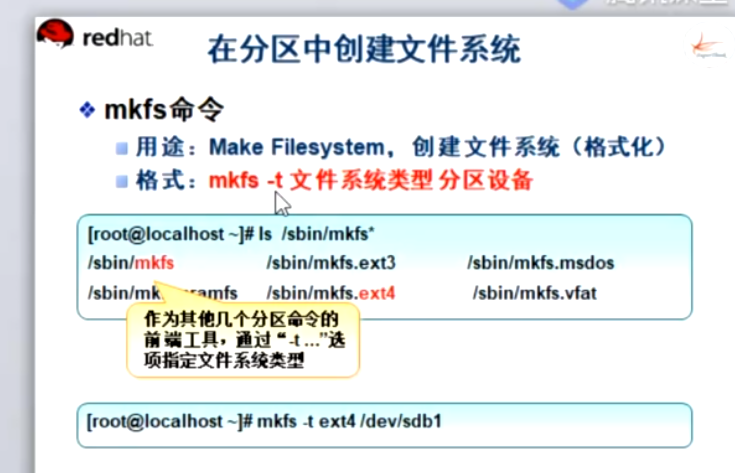 redhat
在分区中创建文件系统
mkfs命令
用途：Make Filesystem，创建文件系统（格式化）
格式：mkfs -t 文件系统类型 分区设备
[root@localhost ~]# ls /sbin/mkfs*
/sbin/mkfs /sbin/mkfs.ext3 /sbin/mkfs.msdos
/sbin/mk ramfs /sbin/mkfs.ext4 /sbin/mkfs.vfat
作为其他几个分区命令的
前端工具，通过“-t ...”选
项指定文件系统类型
[root@localhost ~]# mkfs -t ext4 /dev/sdb1